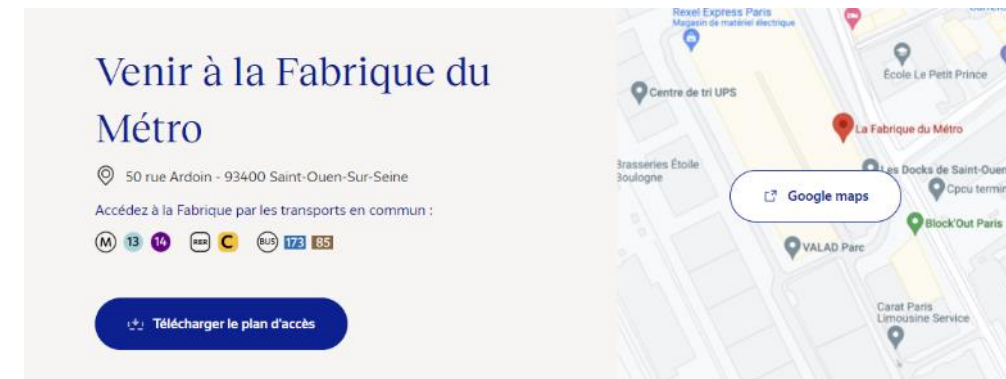 Venir à la Fabrique du
Métro
50 rue Ardoin - 93400 Saint-Ouen-Sur-Seine
Accédez à la Fabrique par les transports en commun :
M 13 14 RER C BUS 173 85
Télécharger le plan d'accès
Rexel Express Paris
Magasin de matériel électrique
École Le Petit Prince
Centre de tri UPS
La Fabrique du Métro
Brasseries Étoile
Boulogne
Les Docks de Saint-Ouen
Cpcu termin
Google maps
Block'Out Paris
VALAD Parc
Carat Paris
Limousine Service